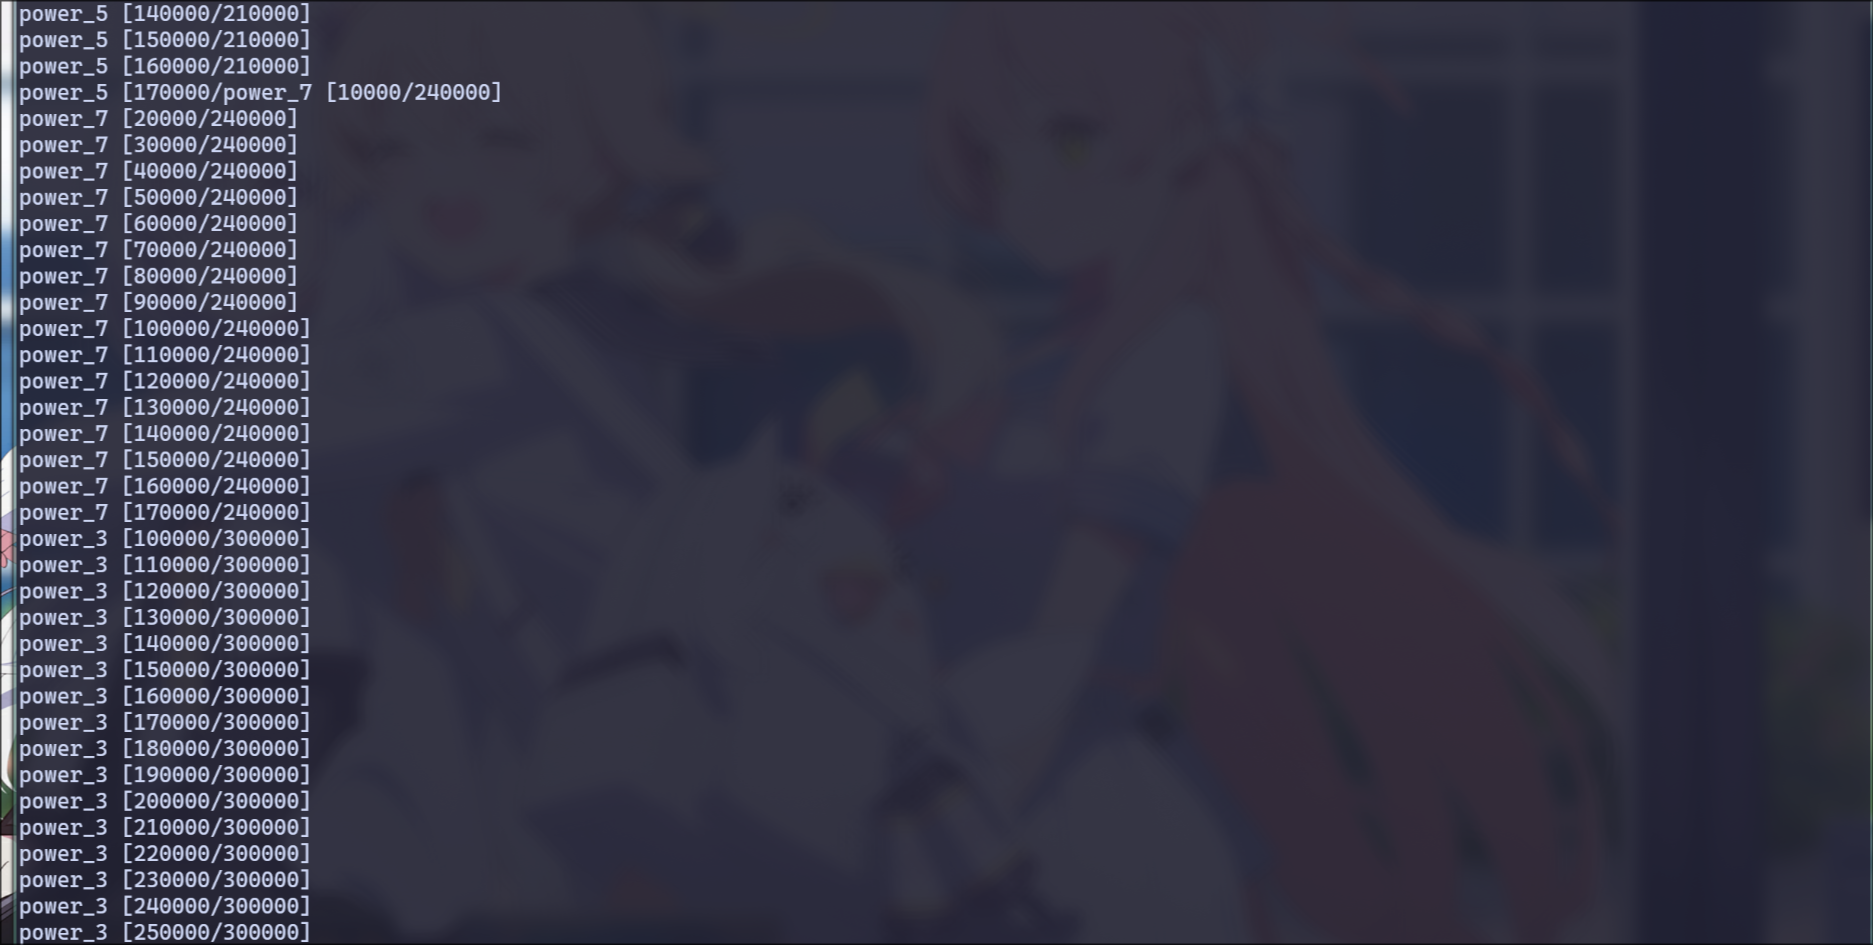 power_5 [140000/210000]
power_5 [150000/210000]
power_5 [160000/210000]
power_5 [170000/power_7 [10000/240000]
power_7 [20000/240000]
power_7 [30000/240000]
power_7 [40000/240000]
power_7 [50000/240000]
power_7 [60000/240000]
power_7 [70000/240000]
power_7 [80000/240000]
power_7 [90000/240000]
power_7 [100000/240000]
power_7 [110000/240000]
power_7 [120000/240000]
power_7 [130000/240000]
power_7 [140000/240000]
power_7 [150000/240000]
power_7 [160000/240000]
power_7 [170000/240000]
power_3 [100000/300000]
power_3 [110000/300000]
power_3 [120000/300000]
power_3 [130000/300000]
power_3 [140000/300000]
power_3 [150000/300000]
power_3 [160000/300000]
power_3 [170000/300000]
power_3 [180000/300000]
power_3 [190000/300000]
power_3 [200000/300000]
power_3 [210000/300000]
power_3 [220000/300000]
power_3 [230000/300000]
power_3 [240000/300000]
power_3 [250000/300000]